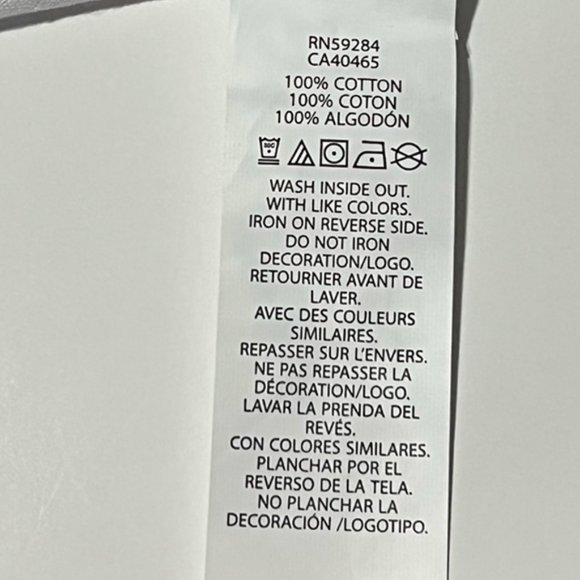 RN59284
CA40465
100% COTTON
100% COTON
100% ALGODÓN
WASH INSIDE OUT.
WITH LIKE COLORS.
IRON ON REVERSE SIDE.
DO NOT IRON
DECORATION/LOGO.
RETOURNER AVANT DE
LAVER.
AVEC DES COULEURS
SIMILAIRES.
REPASSER SUR L'ENVERS.
NE PAS REPASSER LA
DÉCORATION/LOGO.
LAVAR LA PRENDA DEL
REVÉS.
CON COLORES SIMILARES.
PLANCHAR POR EL
REVERSO DE LA TELA.
NO PLANCHAR LA
DECORACIÓN /LOGOTIPO.